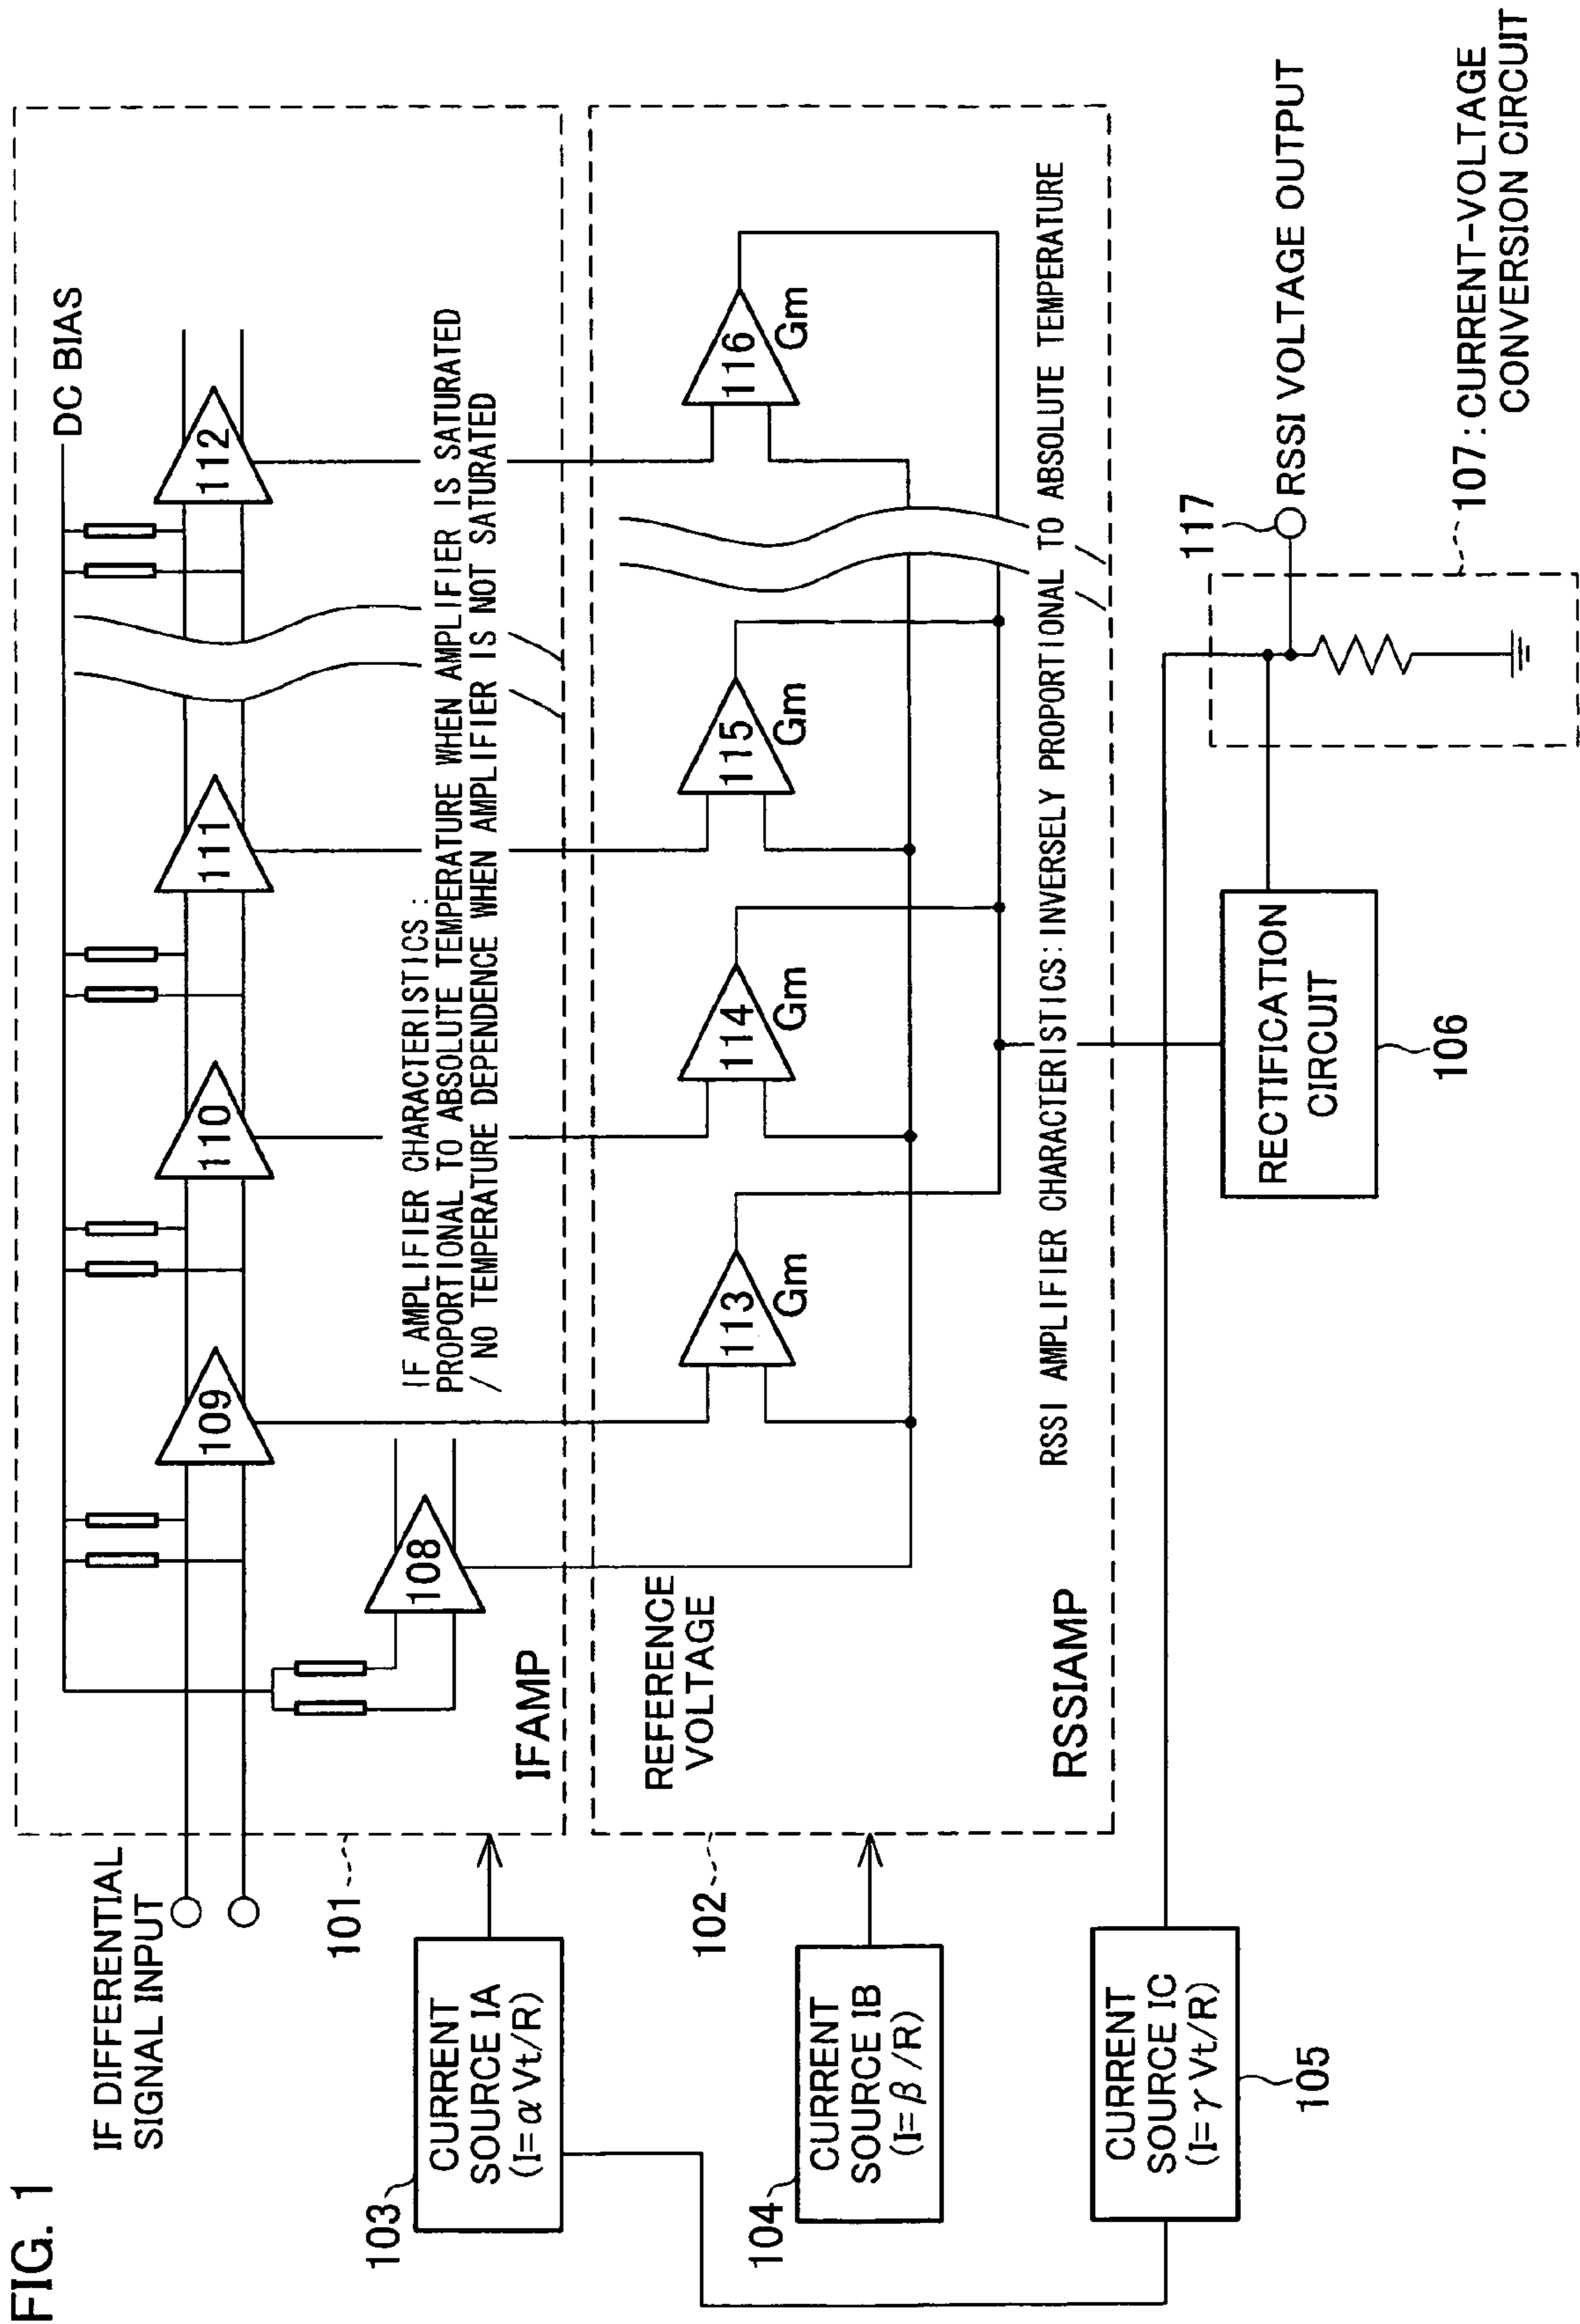 FIG. 1
IF DIFFERENTIAL
SIGNAL INPUT
DC BIAS
101
109
110
111
112
108
IFAMP
IF AMPLIFIER CHARACTERISTICS:
PROPORTIONAL TO ABSOLUTE TEMPERATURE WHEN AMPLIFIER IS SATURATED
/ NO TEMPERATURE DEPENDENCE WHEN AMPLIFIER IS NOT SATURATED
103
CURRENT
SOURCE IA
(I=αVt/R)
102
REFERENCE
VOLTAGE
113
Gm
114
Gm
115
Gm
116
Gm
RSSIAMP
RSSI AMPLIFIER CHARACTERISTICS: INVERSELY PROPORTIONAL TO ABSOLUTE TEMPERATURE
104
CURRENT
SOURCE IB
(I=β/R)
CURRENT
SOURCE IC
(I=γVt/R)
105
RECTIFICATION
CIRCUIT
106
117
RSSI VOLTAGE OUTPUT
107:CURRENT-VOLTAGE
CONVERSION CIRCUIT